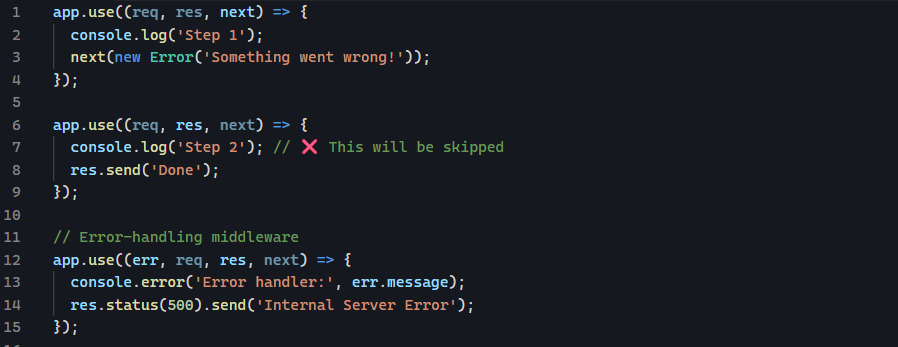 1 app.use((req, res, next) => {
2   console.log('Step 1');
3   next(new Error('Something went wrong!'));
4 });
5
6 app.use((req, res, next) => {
7   console.log('Step 2'); // ❌ This will be skipped
8   res.send('Done');
9 });
10
11 // Error-handling middleware
12 app.use((err, req, res, next) => {
13   console.error('Error handler:', err.message);
14   res.status(500).send('Internal Server Error');
15 });